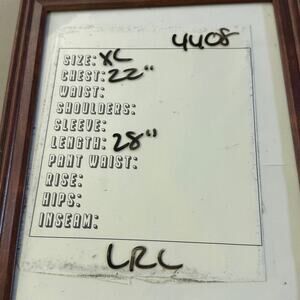 4408
SIZE: XL
CHEST: 22"
WAIST:
SHOULDERS:
SLEEVE:
LENGTH: 28"
PANT WAIST:
RISE:
HIPS:
INSEAM:
LRL